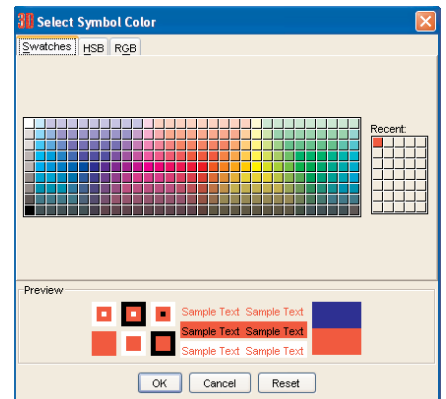 3D Select Symbol Color
Swatches HSB RGB
Recent:
Preview
Sample Text Sample Text
Sample Text Sample Text
Sample Text Sample Text
OK Cancel Reset